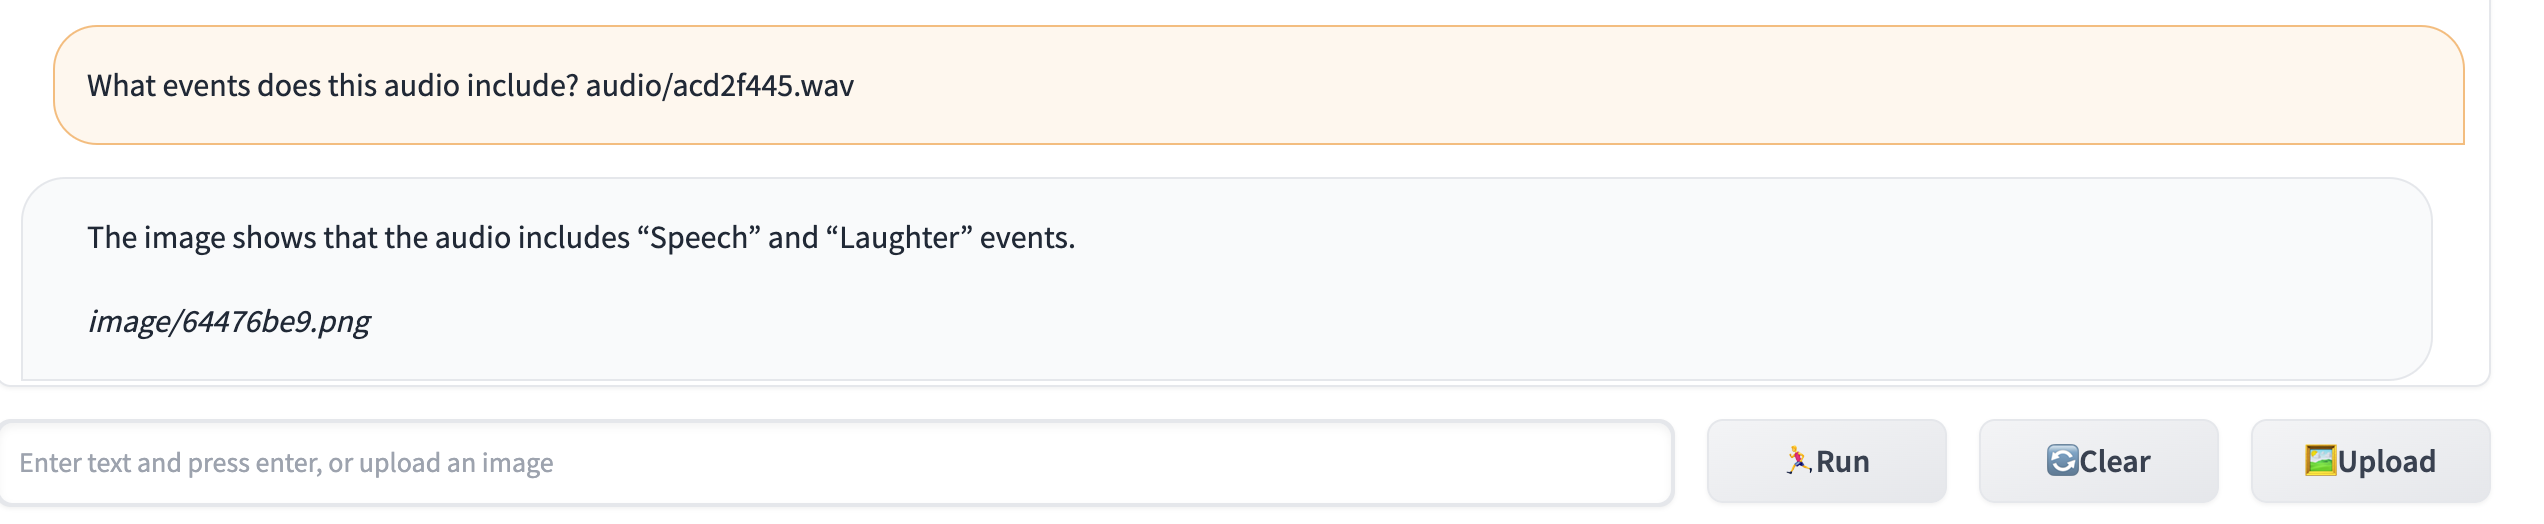 What events does this audio include? audio/acd2f445.wav
The image shows that the audio includes “Speech” and “Laughter” events.
image/64476be9.png
Enter text and press enter, or upload an image
🏃Run
🔄Clear
🖼️Upload